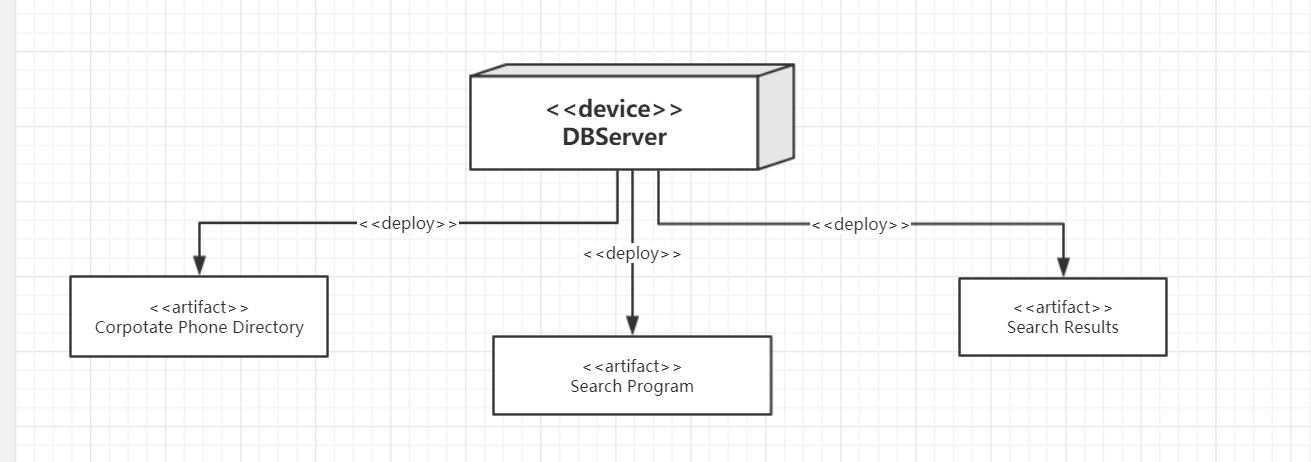 <<device>>
DBServer
<<deploy>>
<<deploy>>
<<deploy>>
<<artifact>>
Corpotate Phone Directory
<<artifact>>
Search Results
<<artifact>>
Search Program